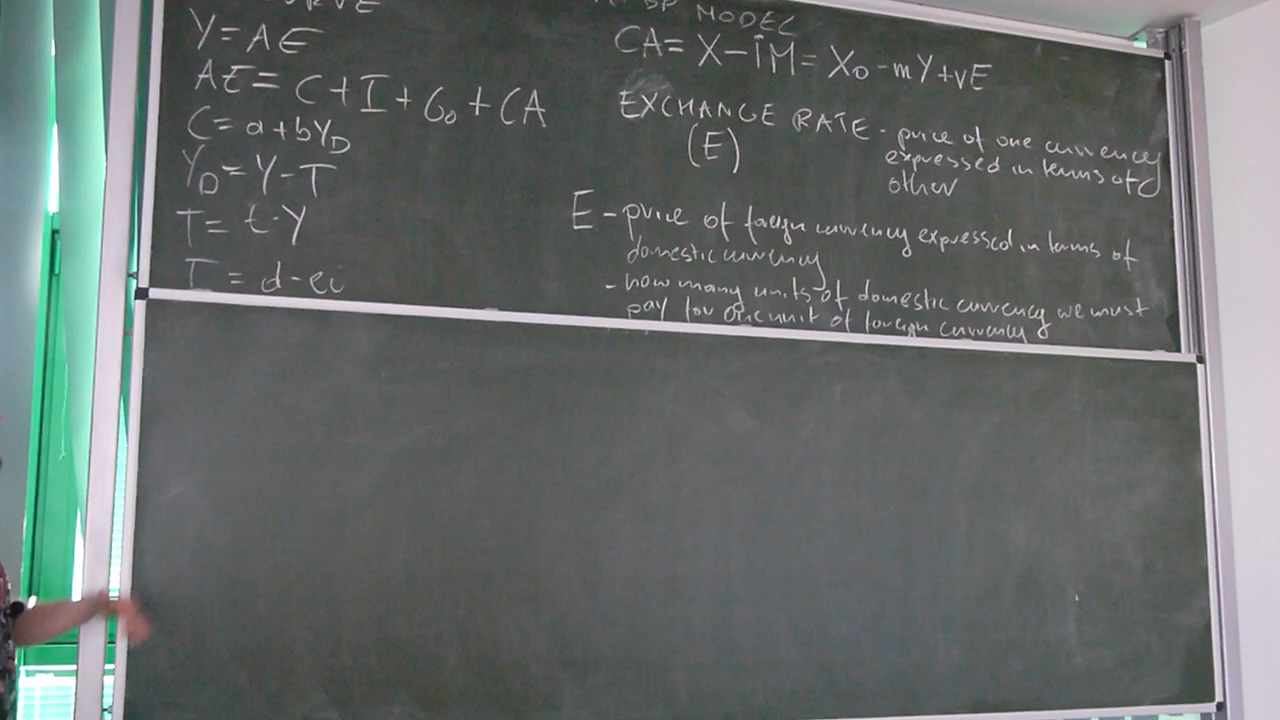 Y=AE
AE=C+I+G₀+CA
C=a+bY_D
Y_D=Y-T
T=t·Y
I=d-ei
BP MODEL
CA=X-IM=X₀-mY+vE
EXCHANGE RATE - price of one currency
expressed in terms of
other
(E)
E - price of foreign currency expressed in terms of
domestic currency
- how many units of domestic currency we must
pay for one unit of foreign currency